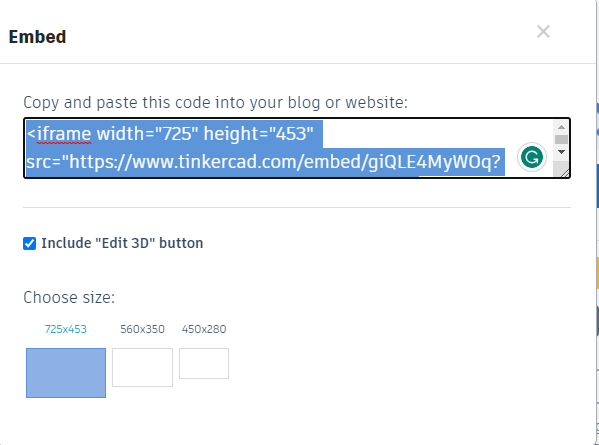 Embed
Copy and paste this code into your blog or website:
<iframe width="725" height="453"
src="https://www.tinkercad.com/embed/giQLE4MyWOq?
Include "Edit 3D" button
Choose size:
725x453 560x350 450x280